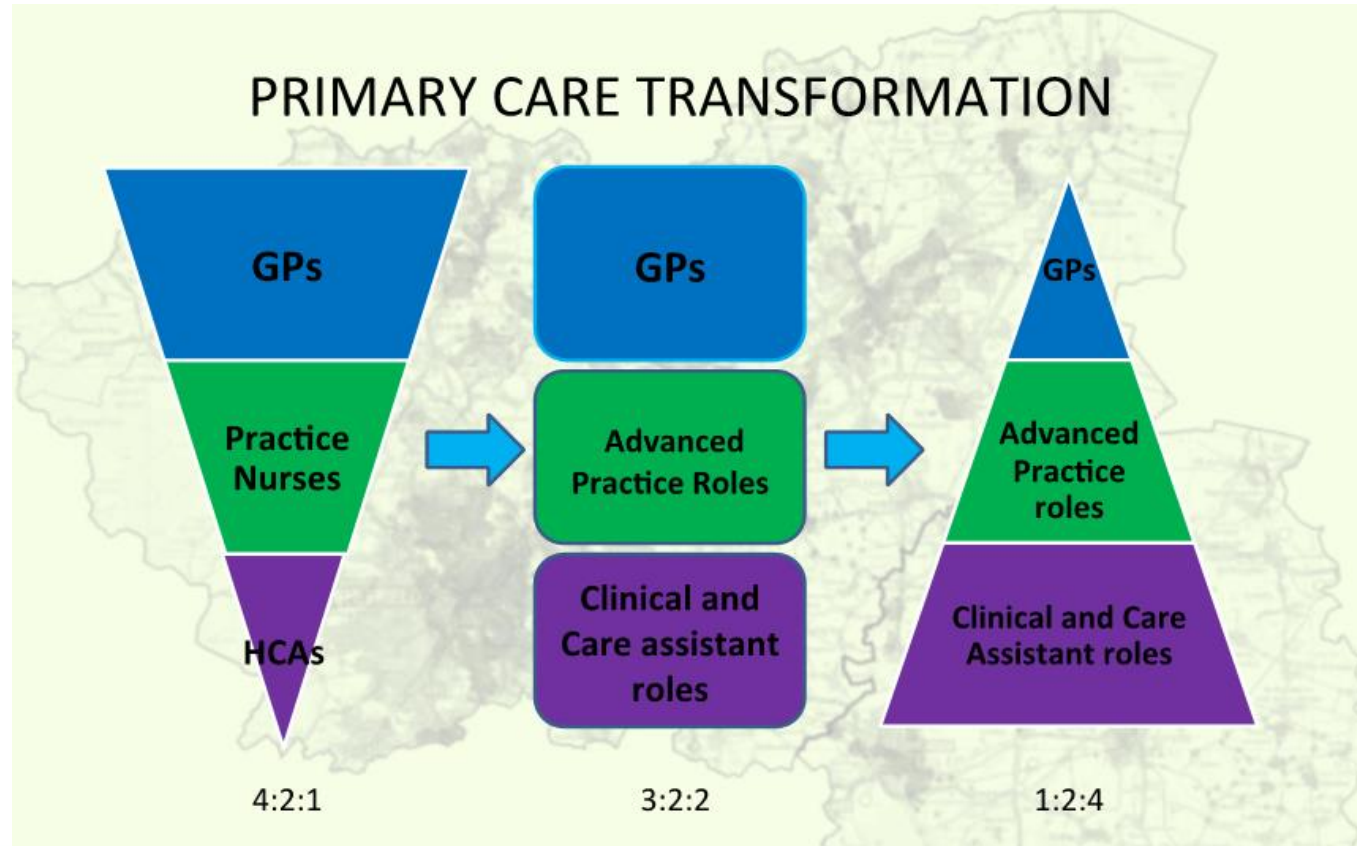 PRIMARY CARE TRANSFORMATION
GPs
Practice
Nurses
HCAs
4:2:1
GPs
Advanced
Practice Roles
Clinical and
Care assistant
roles
3:2:2
GPs
Advanced
Practice
roles
Clinical and Care
Assistant roles
1:2:4